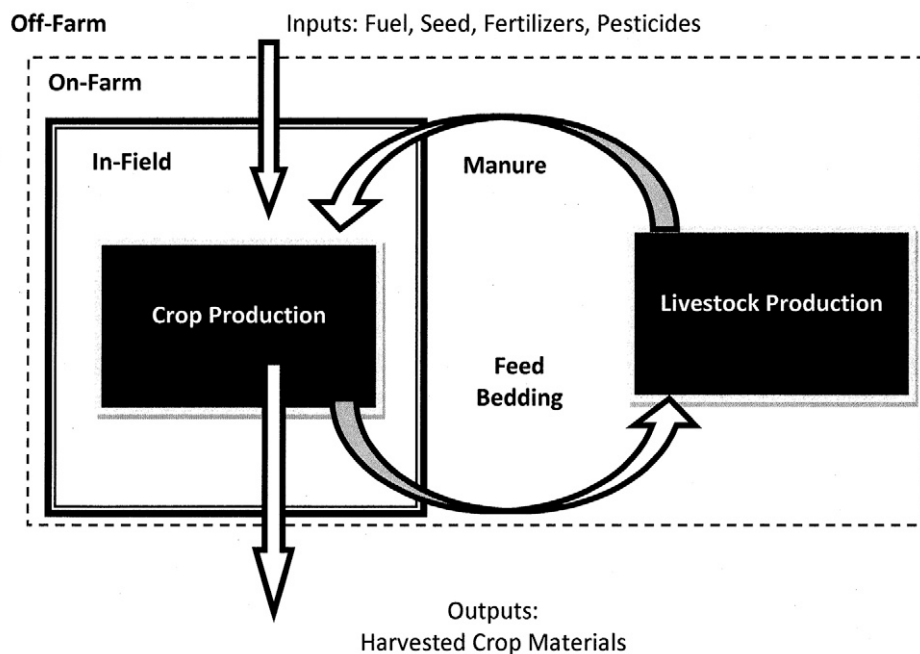 Off-Farm
Inputs: Fuel, Seed, Fertilizers, Pesticides
On-Farm
In-Field
Manure
Crop Production
Livestock Production
Feed
Bedding
Outputs:
Harvested Crop Materials